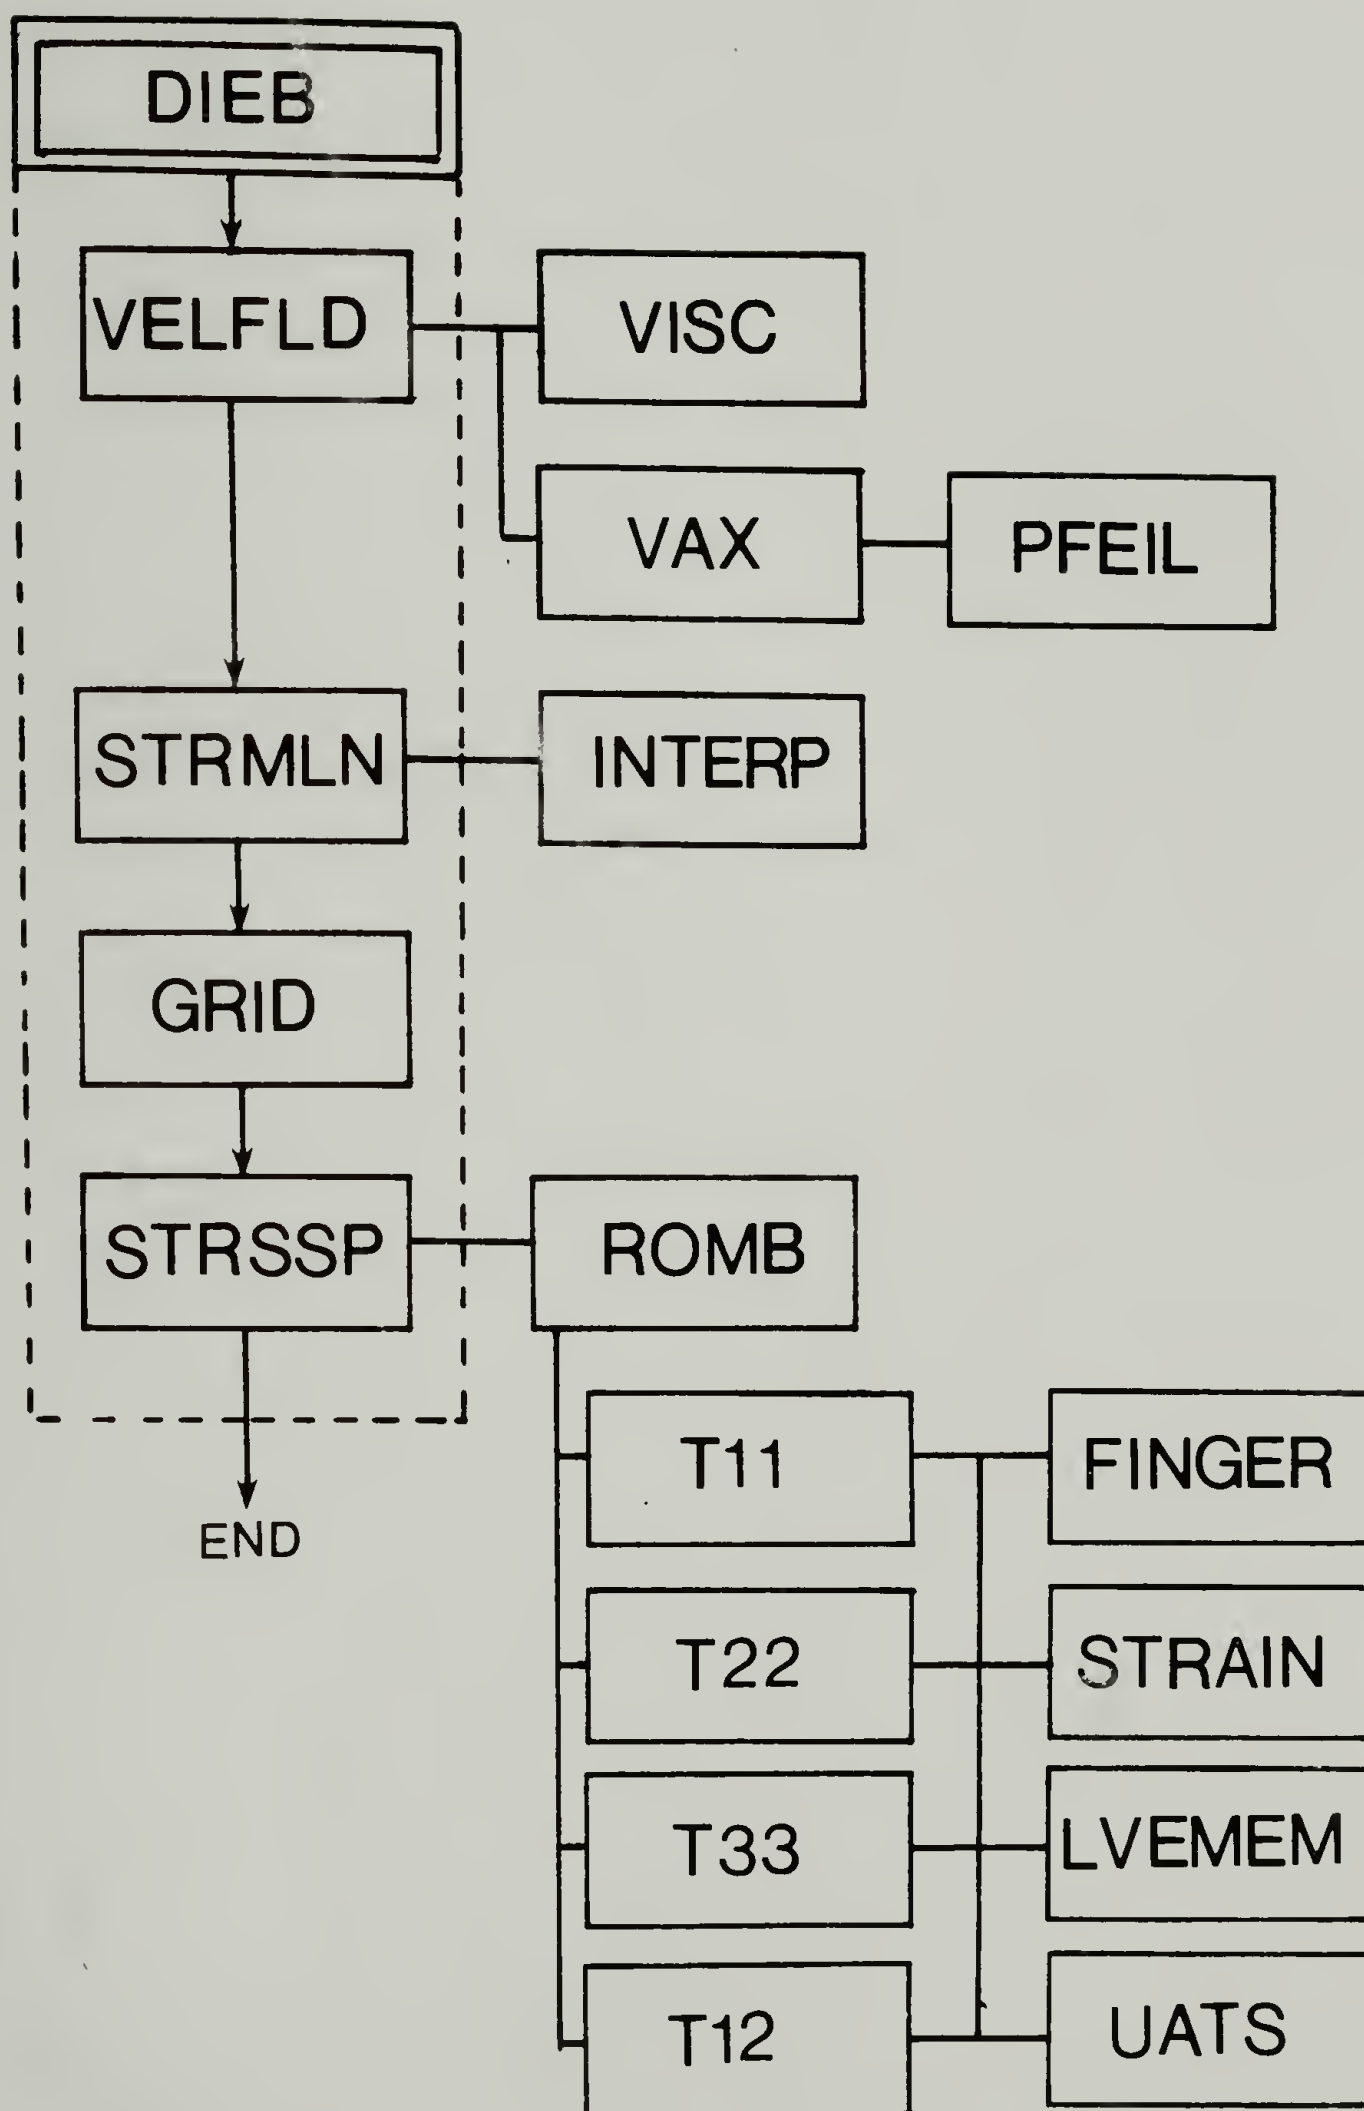 DIEB
VELFLD
VISC
VAX
PFEIL
STRMLN
INTERP
GRID
STRSSP
ROMB
T11
FINGER
END
T22
STRAIN
T33
LVEMEM
T12
UATS